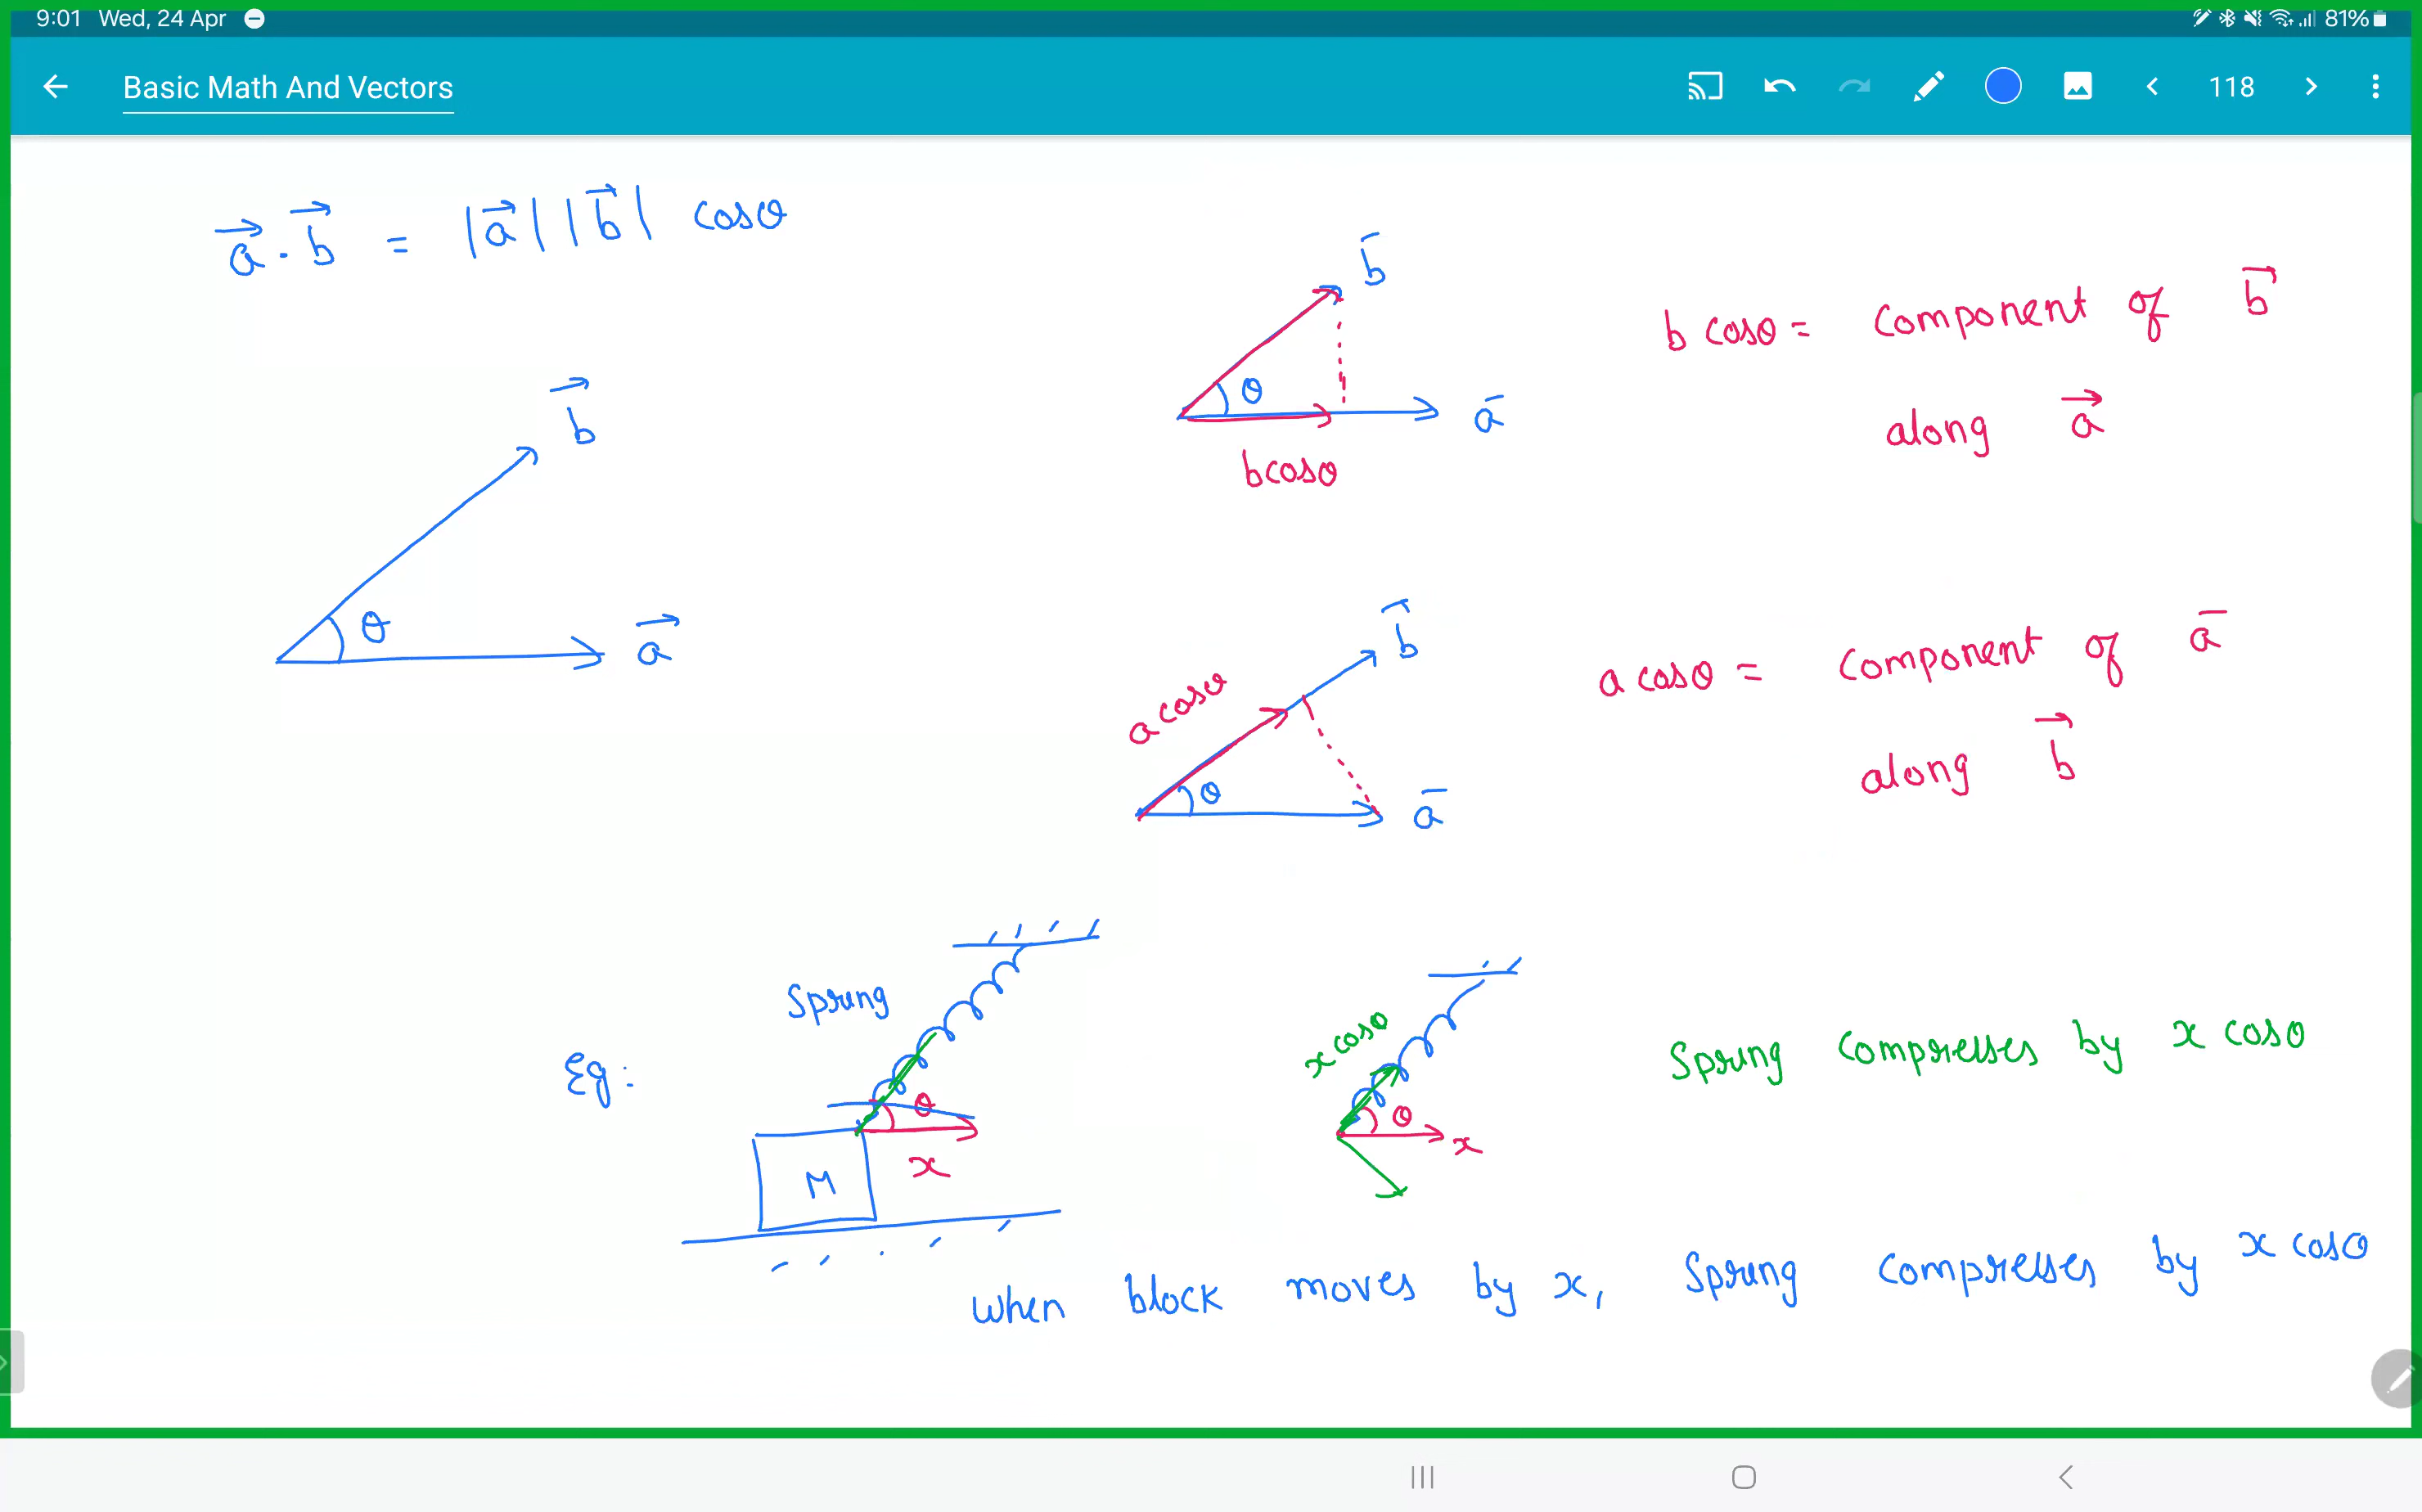 9:01 Wed, 24 Apr
81%
Basic Math And Vectors
118
a⃗ · b⃗ = |a⃗| |b⃗| cosθ
b⃗
θ
a⃗
b̄
θ
ā
bcosθ
b cosθ = component of b⃗
along a⃗
b̄
a cosθ
θ
ā
a cosθ = component of ā
along b⃗
Eg:
Spring
θ
x
M
x cosθ
θ
x
Spring compresses by x cosθ
when block moves by x, Spring compresses by x cosθ